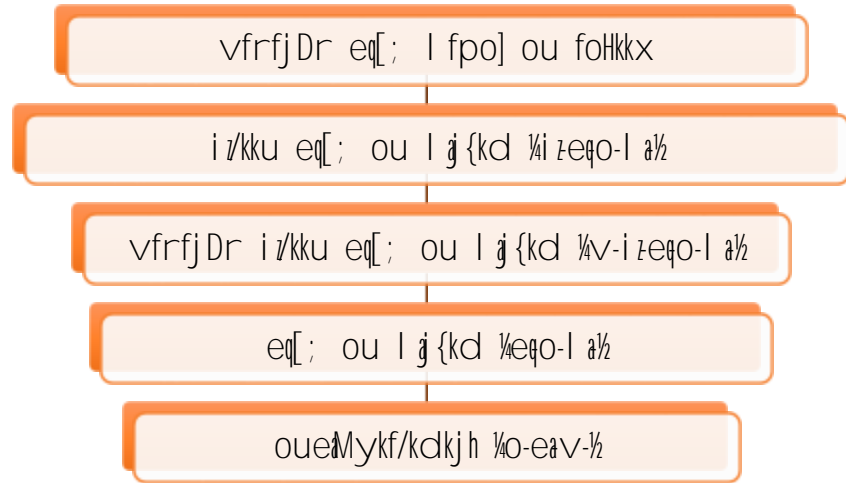 vfrfjDr eq[; lfpo] ou foHkkx
iz/kku eq[; ou laj{kd ¼iz-eq-o-la-½
vfrfjDr iz/kku eq[; ou laj{kd ¼v-iz-eq-o-la-½
eq[; ou laj{kd ¼eq-o-la-½
oueaMykf/kdkjh ¼o-ea-v-½